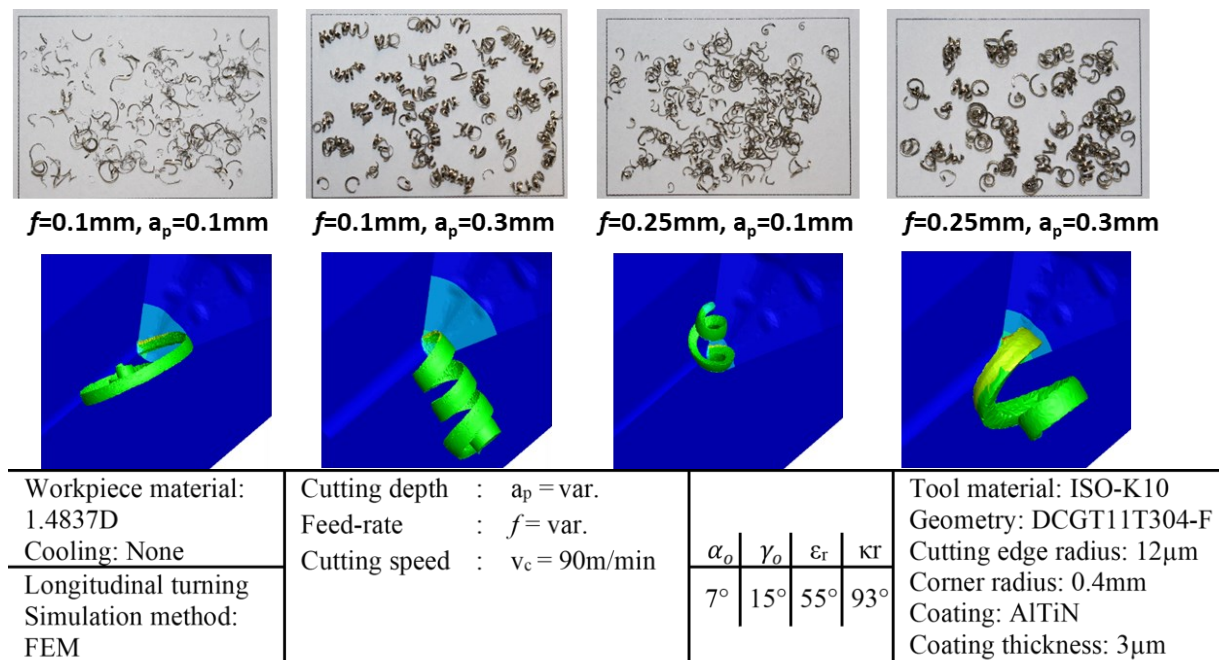 f=0.1mm, aₚ=0.1mm
f=0.1mm, aₚ=0.3mm
f=0.25mm, aₚ=0.1mm
f=0.25mm, aₚ=0.3mm
Workpiece material:
1.4837D
Cooling: None
Longitudinal turning
Simulation method:
FEM
Cutting depth : aₚ = var.
Feed-rate : f = var.
Cutting speed : v꜀ = 90m/min
αₒ γₒ εᵣ κr
7° 15° 55° 93°
Tool material: ISO-K10
Geometry: DCGT11T304-F
Cutting edge radius: 12µm
Corner radius: 0.4mm
Coating: AlTiN
Coating thickness: 3µm